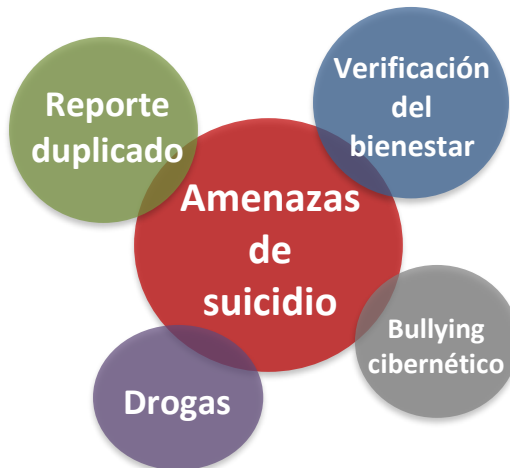 Reporte
duplicado
Verificación
del
bienestar
Amenazas
de
suicidio
Bullying
cibernético
Drogas